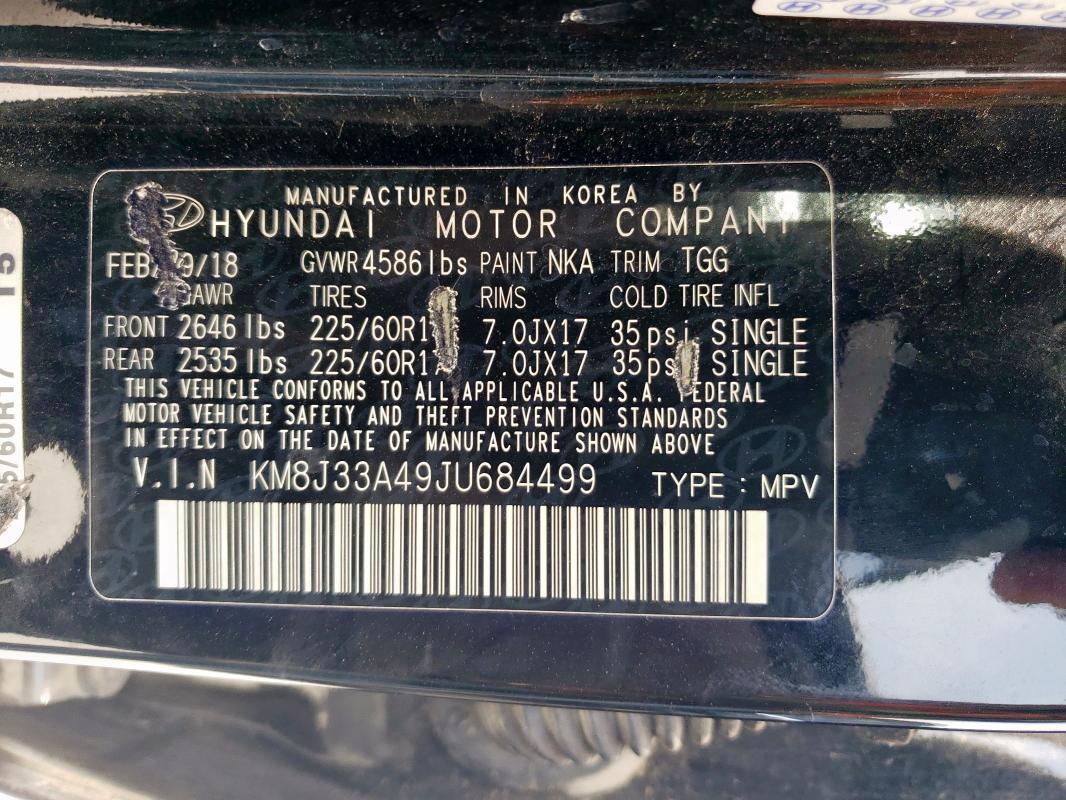 MANUFACTURED IN KOREA BY
HYUNDAI MOTOR COMPANY
GVWR 4586 lbs PAINT NKA TRIM TGG
GAWR TIRES RIMS COLD TIRE INFL
FRONT 2646 lbs 7.0JX17 35 psi, SINGLE
REAR 2535 lbs 7.0JX17 SINGLE
THIS VEHICLE CONFORMS TO ALL APPLICABLE U.S.A. FEDERAL
MOTOR VEHICLE SAFETY AND THEFT PREVENTION STANDARDS
IN EFFECT ON THE DATE OF MANUFACTURE SHOWN ABOVE
V.I.N KM8J33A49JU684499 TYPE : MPV